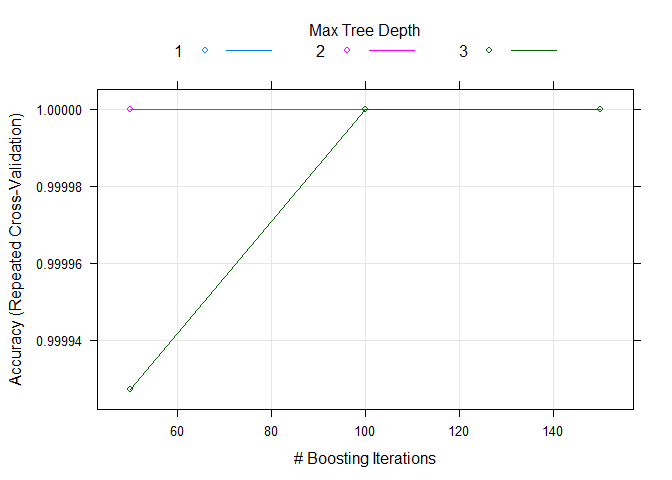 Max Tree Depth
1 2 3
Accuracy (Repeated Cross-Validation)
1.00000
0.99998
0.99996
0.99994
60 80 100 120 140
# Boosting Iterations